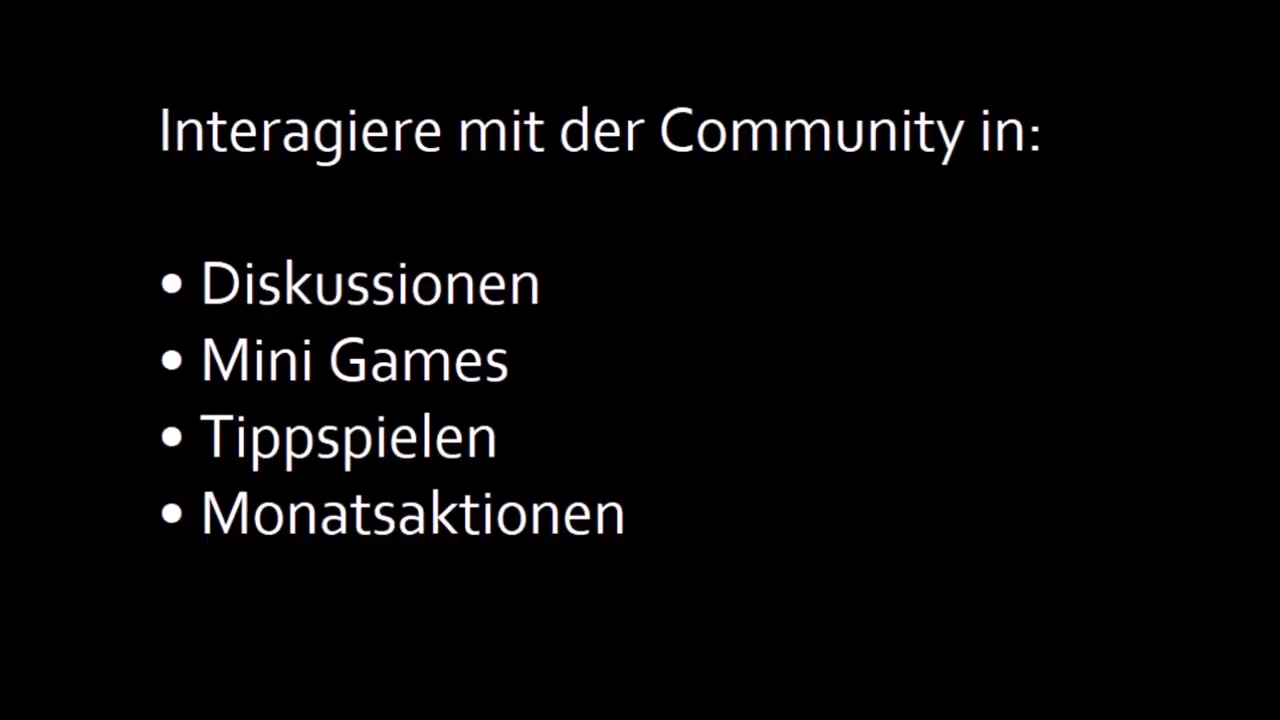 Interagiere mit der Community in:
• Diskussionen
• Mini Games
• Tippspielen
• Monatsaktionen